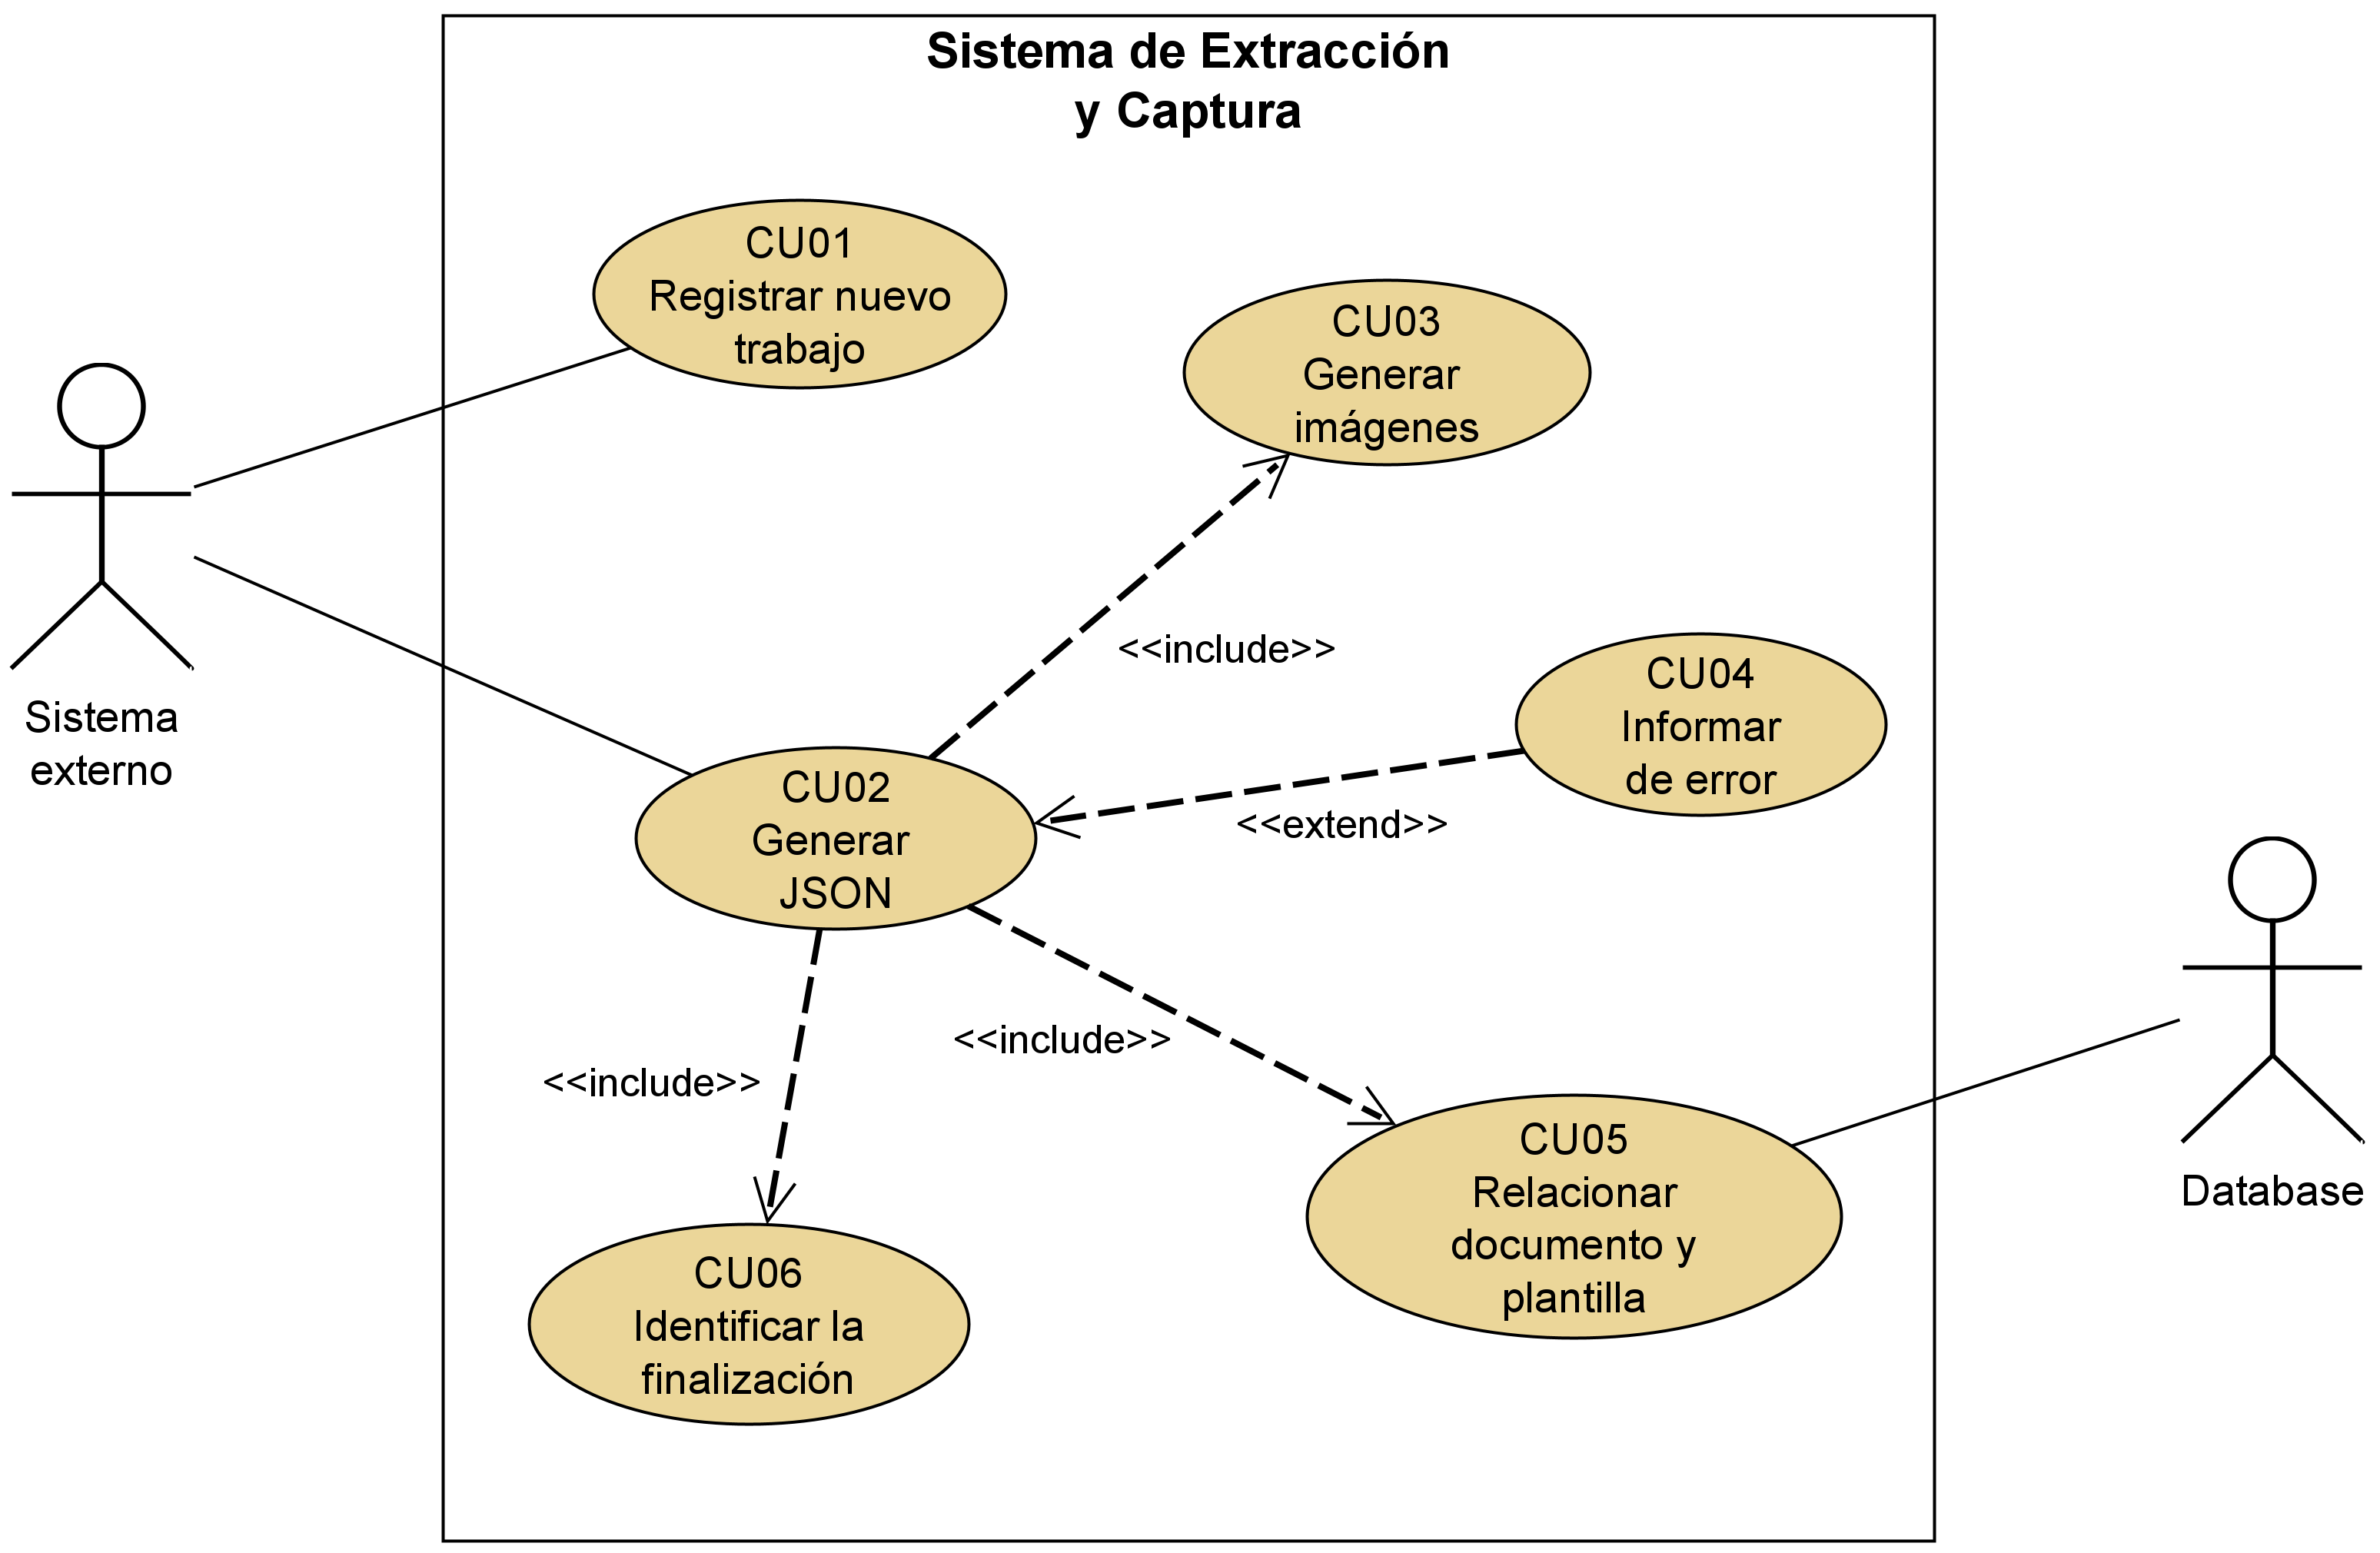 Sistema de Extracción
y Captura
CU01
Registrar nuevo
trabajo
CU03
Generar
imágenes
<<include>>
CU04
Informar
de error
Sistema
externo
CU02
Generar
JSON
<<extend>>
<<include>>
<<include>>
CU05
Relacionar
documento y
plantilla
Database
CU06
Identificar la
finalización